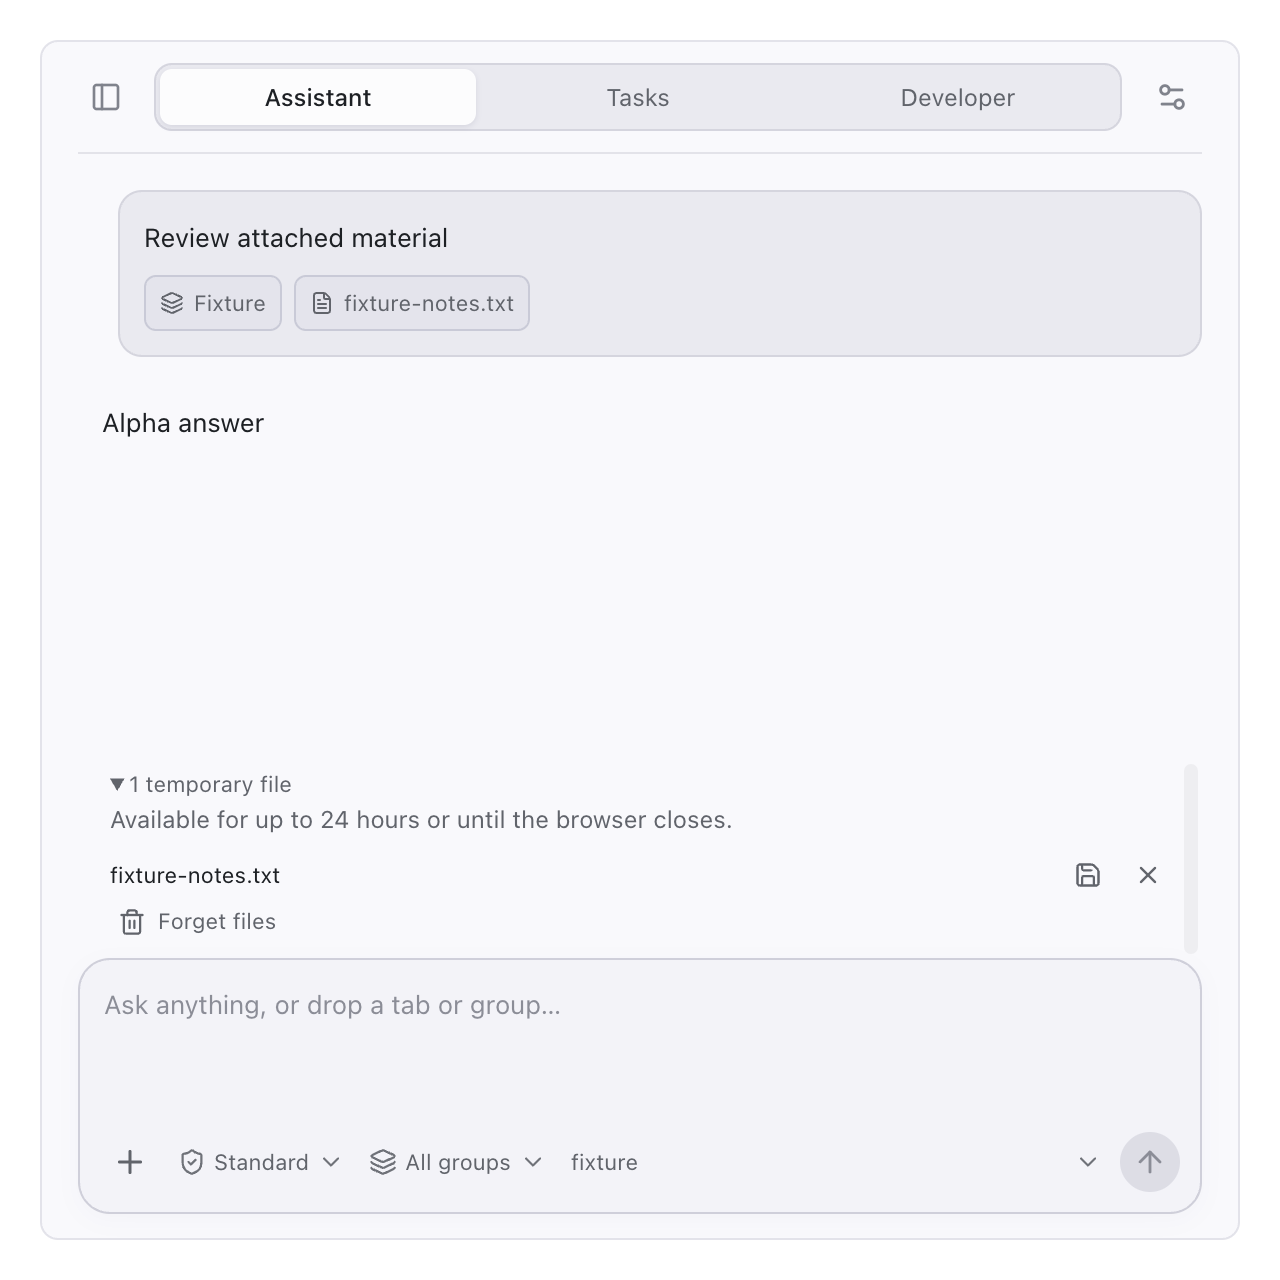 Assistant Tasks Developer
Review attached material
Fixture fixture-notes.txt
Alpha answer
1 temporary file
Available for up to 24 hours or until the browser closes.
fixture-notes.txt
Forget files
Ask anything, or drop a tab or group...
Standard All groups fixture